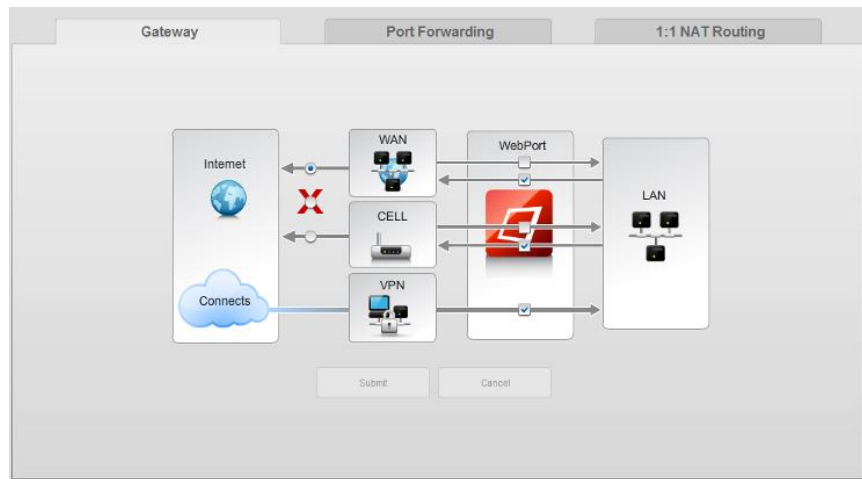 Gateway
Port Forwarding
1:1 NAT Routing
Internet
WAN
WebPort
LAN
CELL
Connects
VPN
Submit
Cancel